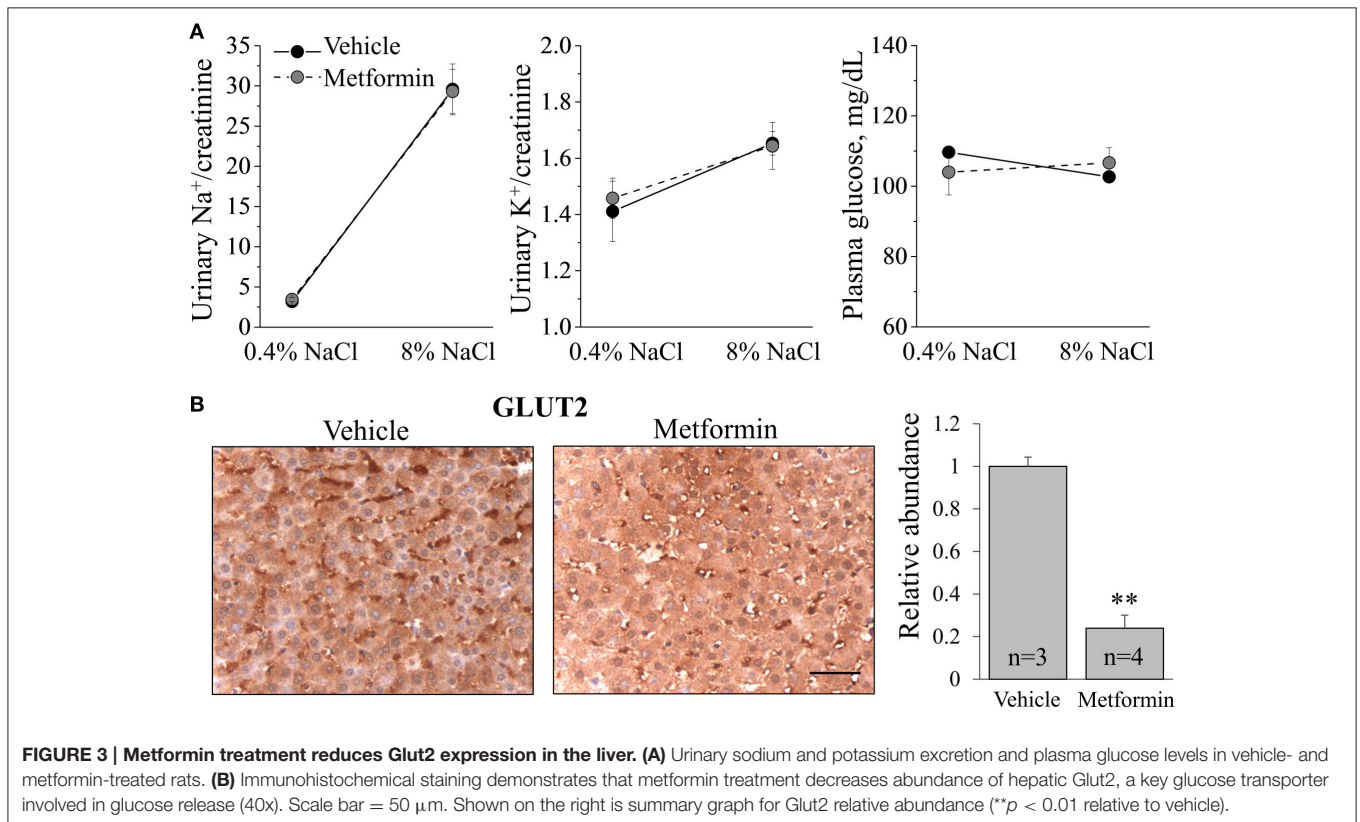 A
Vehicle
Metformin
35
30
25
20
15
10
5
0
Urinary Na⁺/creatinine
0.4% NaCl
8% NaCl
2.0
1.8
1.6
1.4
1.2
1.0
Urinary K⁺/creatinine
0.4% NaCl
8% NaCl
140
120
100
80
60
Plasma glucose, mg/dL
0.4% NaCl
8% NaCl
B
GLUT2
Vehicle
Metformin
1.2
1
0.8
0.6
0.4
0.2
0
Relative abundance
**
n=3
n=4
Vehicle
Metformin
FIGURE 3 | Metformin treatment reduces Glut2 expression in the liver. (A) Urinary sodium and potassium excretion and plasma glucose levels in vehicle- and
metformin-treated rats. (B) Immunohistochemical staining demonstrates that metformin treatment decreases abundance of hepatic Glut2, a key glucose transporter
involved in glucose release (40x). Scale bar = 50 μm. Shown on the right is summary graph for Glut2 relative abundance (**p < 0.01 relative to vehicle).